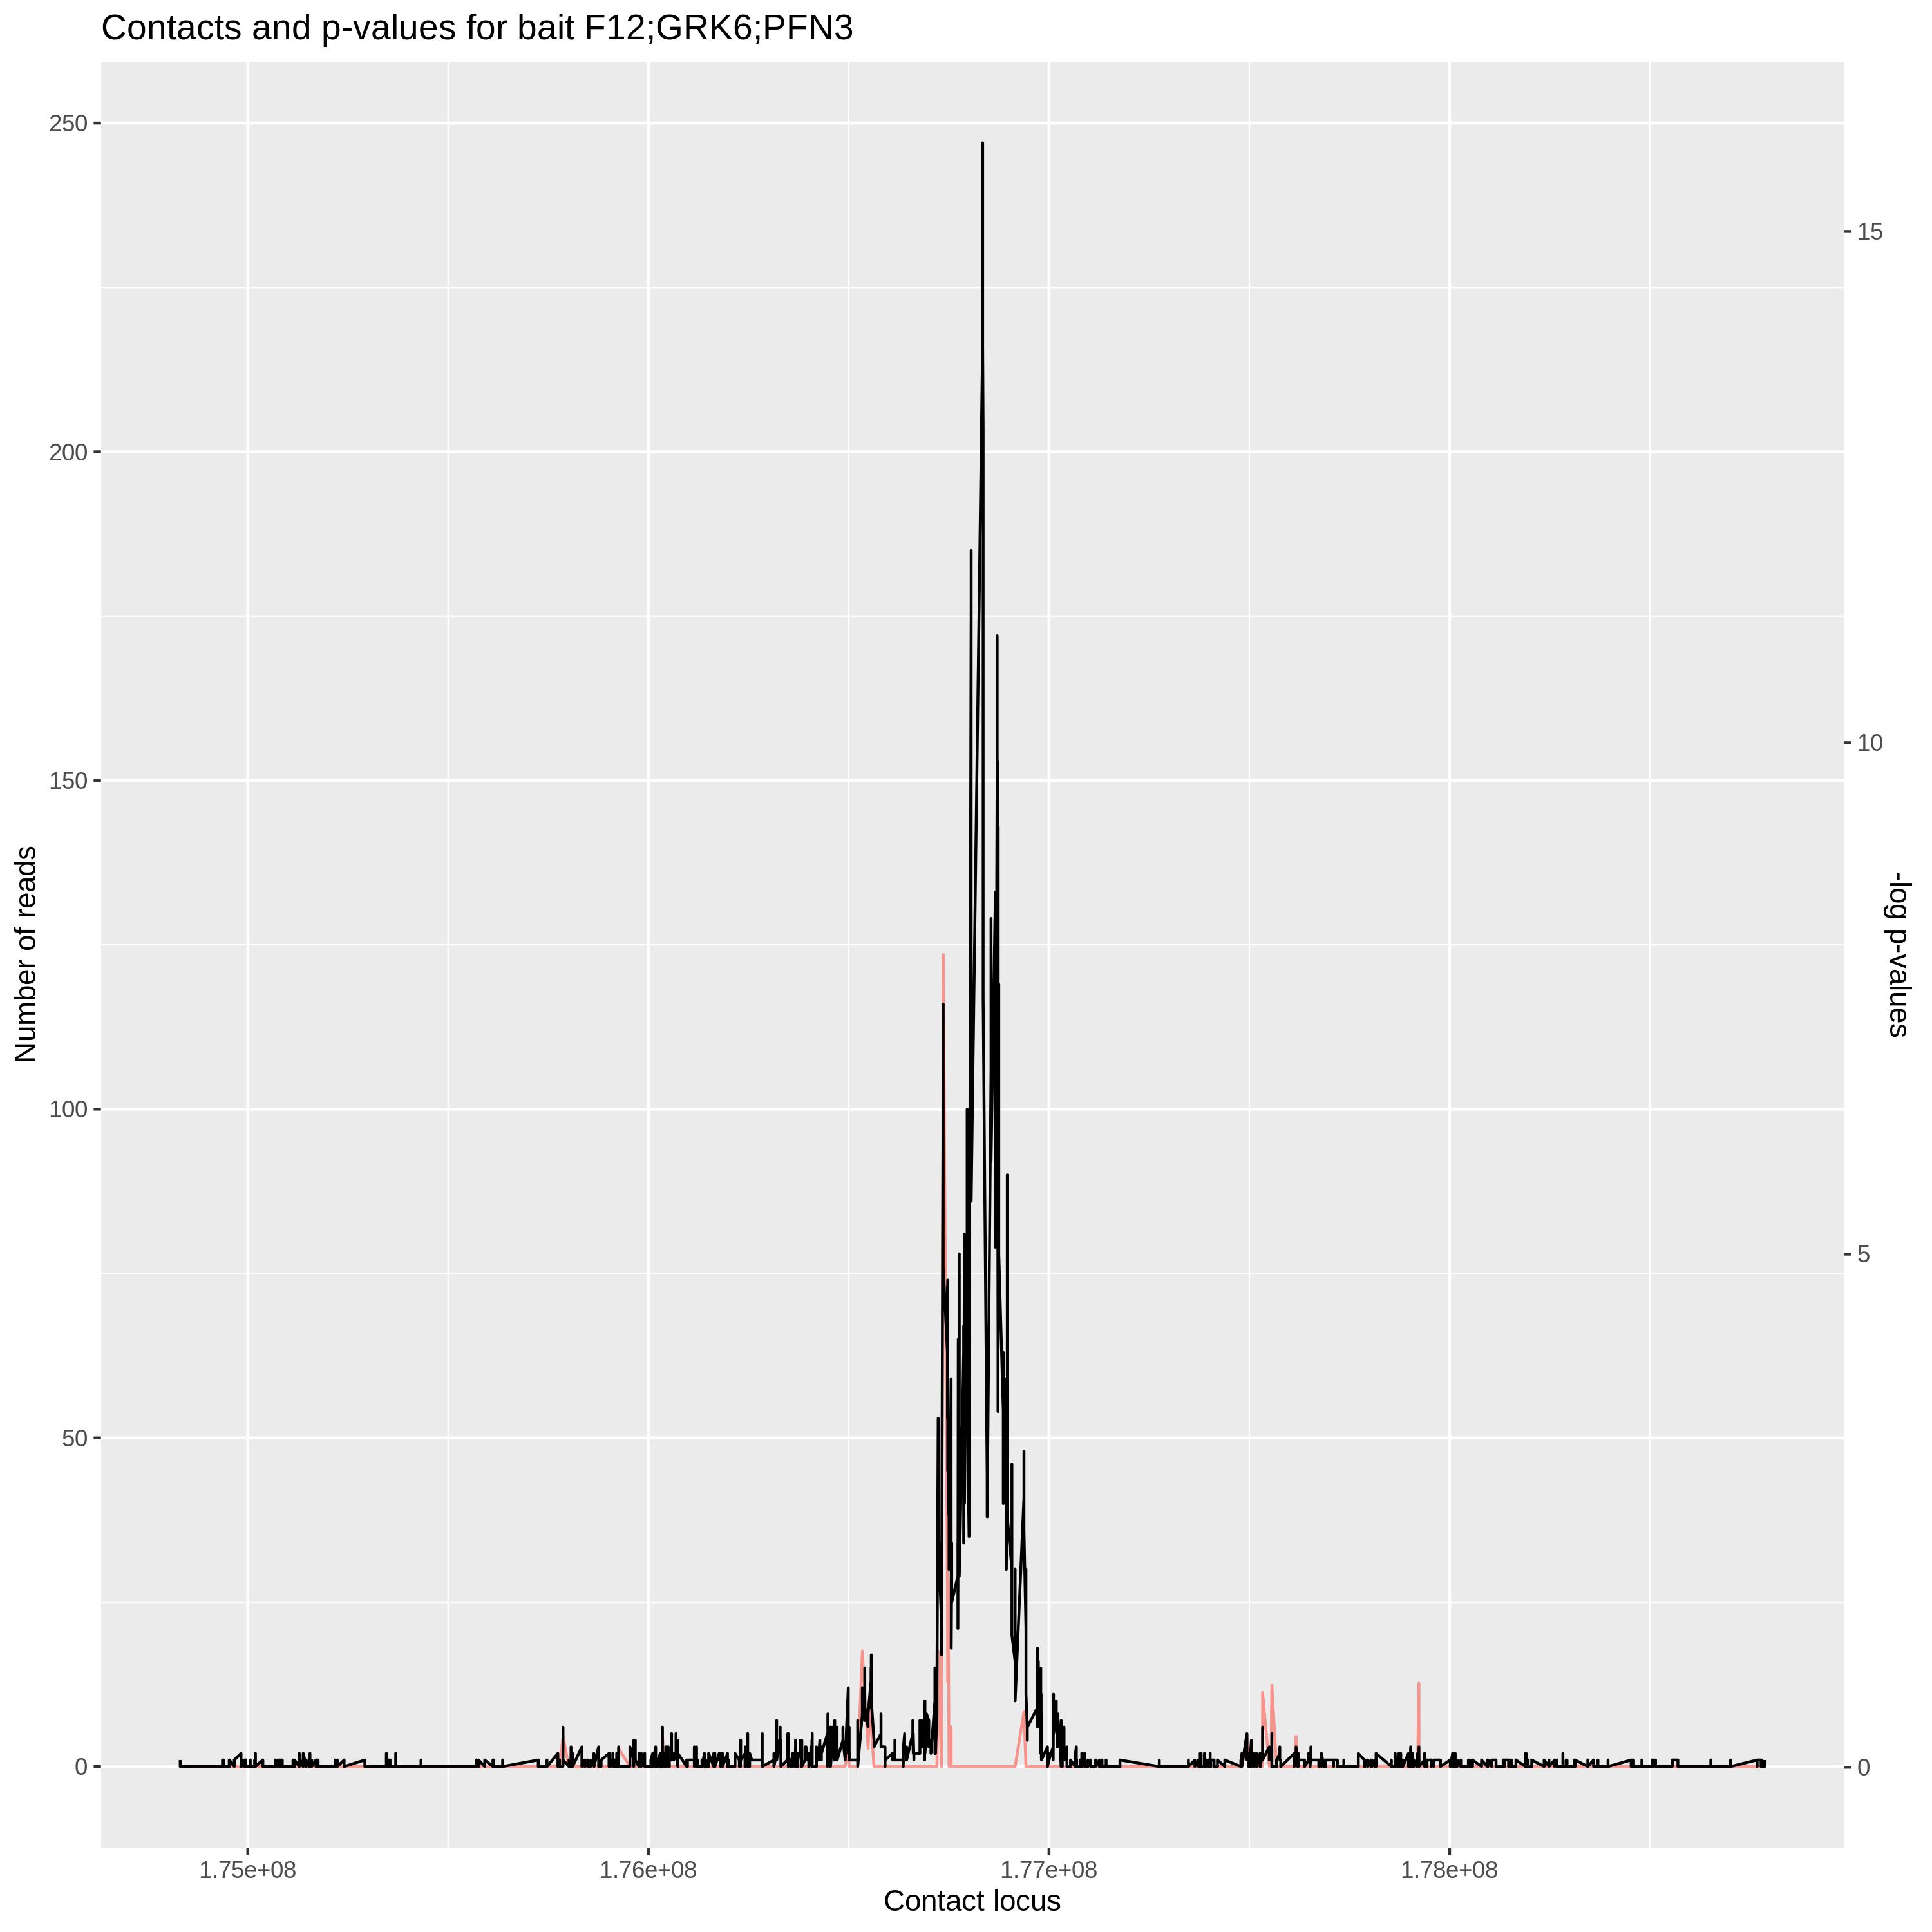 Contacts and p-values for bait F12;GRK6;PFN3
250
200
150
100
50
0
Number of reads
15
10
5
0
-log p-values
1.75e+08
1.76e+08
1.77e+08
1.78e+08
Contact locus